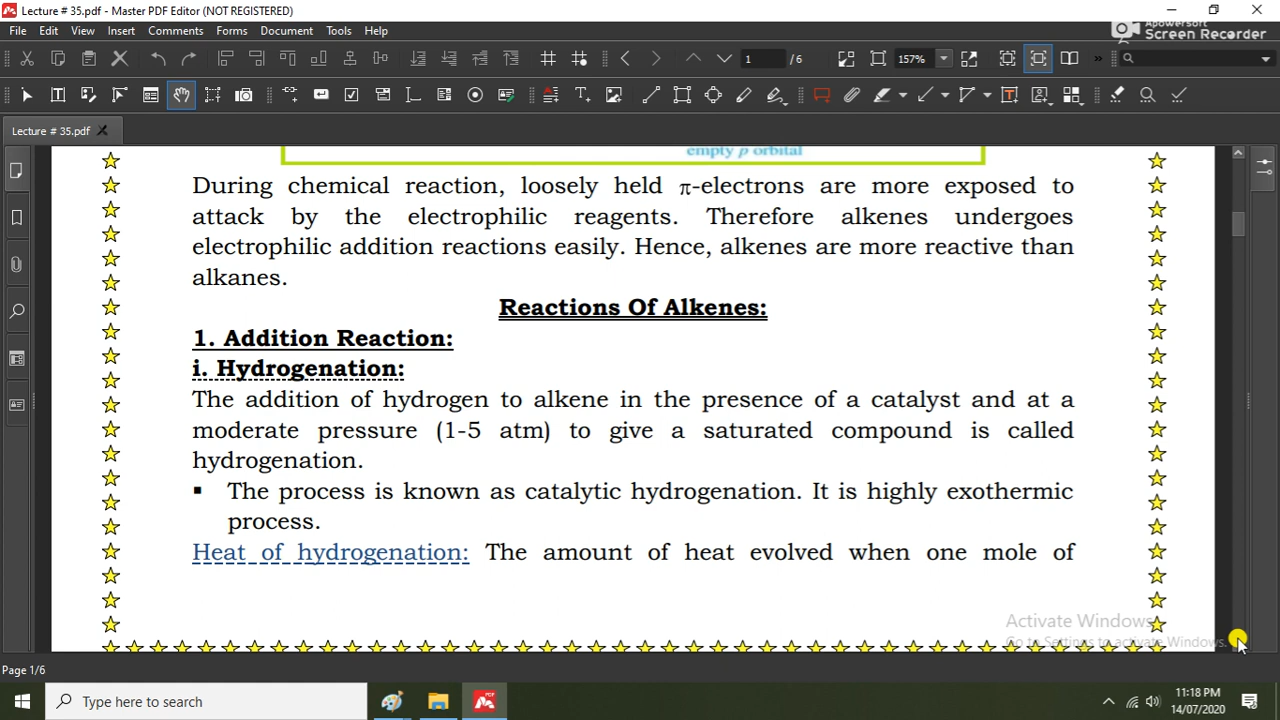 Lecture # 35.pdf - Master PDF Editor (NOT REGISTERED)
File Edit View Insert Comments Forms Document Tools Help
Apowersoft
Screen Recorder
1 / 6 157%
Lecture # 35.pdf
empty p orbital
During chemical reaction, loosely held π-electrons are more exposed to
attack by the electrophilic reagents. Therefore alkenes undergoes
electrophilic addition reactions easily. Hence, alkenes are more reactive than
alkanes.
Reactions Of Alkenes:
1. Addition Reaction:
i. Hydrogenation:
The addition of hydrogen to alkene in the presence of a catalyst and at a
moderate pressure (1-5 atm) to give a saturated compound is called
hydrogenation.
▪ The process is known as catalytic hydrogenation. It is highly exothermic
process.
Heat of hydrogenation: The amount of heat evolved when one mole of
Activate Windows
Go to Settings to activate Windows.
Page 1/6
Type here to search
11:18 PM
14/07/2020